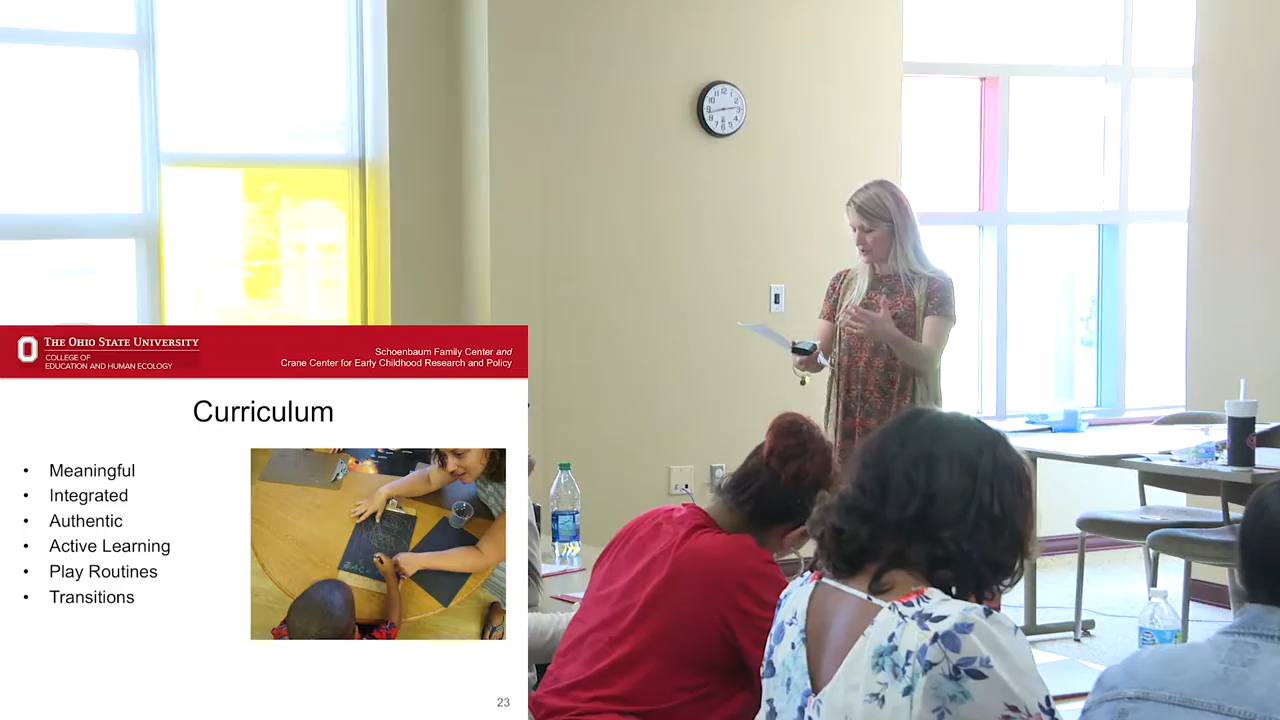 THE OHIO STATE UNIVERSITY
COLLEGE OF
EDUCATION AND HUMAN ECOLOGY
Schoenbaum Family Center and
Crane Center for Early Childhood Research and Policy
Curriculum
• Meaningful
• Integrated
• Authentic
• Active Learning
• Play Routines
• Transitions
23